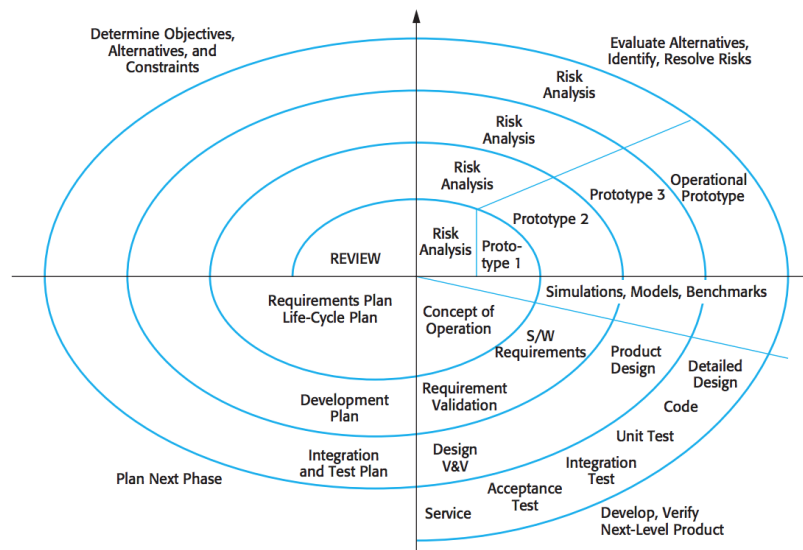 Determine Objectives,
Alternatives, and
Constraints
Evaluate Alternatives,
Identify, Resolve Risks
Risk
Analysis
Risk
Analysis
Risk
Analysis
Risk
Analysis
REVIEW
Proto-
type 1
Prototype 2
Prototype 3
Operational
Prototype
Simulations, Models, Benchmarks
Requirements Plan
Life-Cycle Plan
Concept of
Operation
S/W
Requirements
Product
Design
Detailed
Design
Development
Plan
Requirement
Validation
Code
Unit Test
Integration
and Test Plan
Design
V&V
Integration
Test
Acceptance
Test
Service
Plan Next Phase
Develop, Verify
Next-Level Product